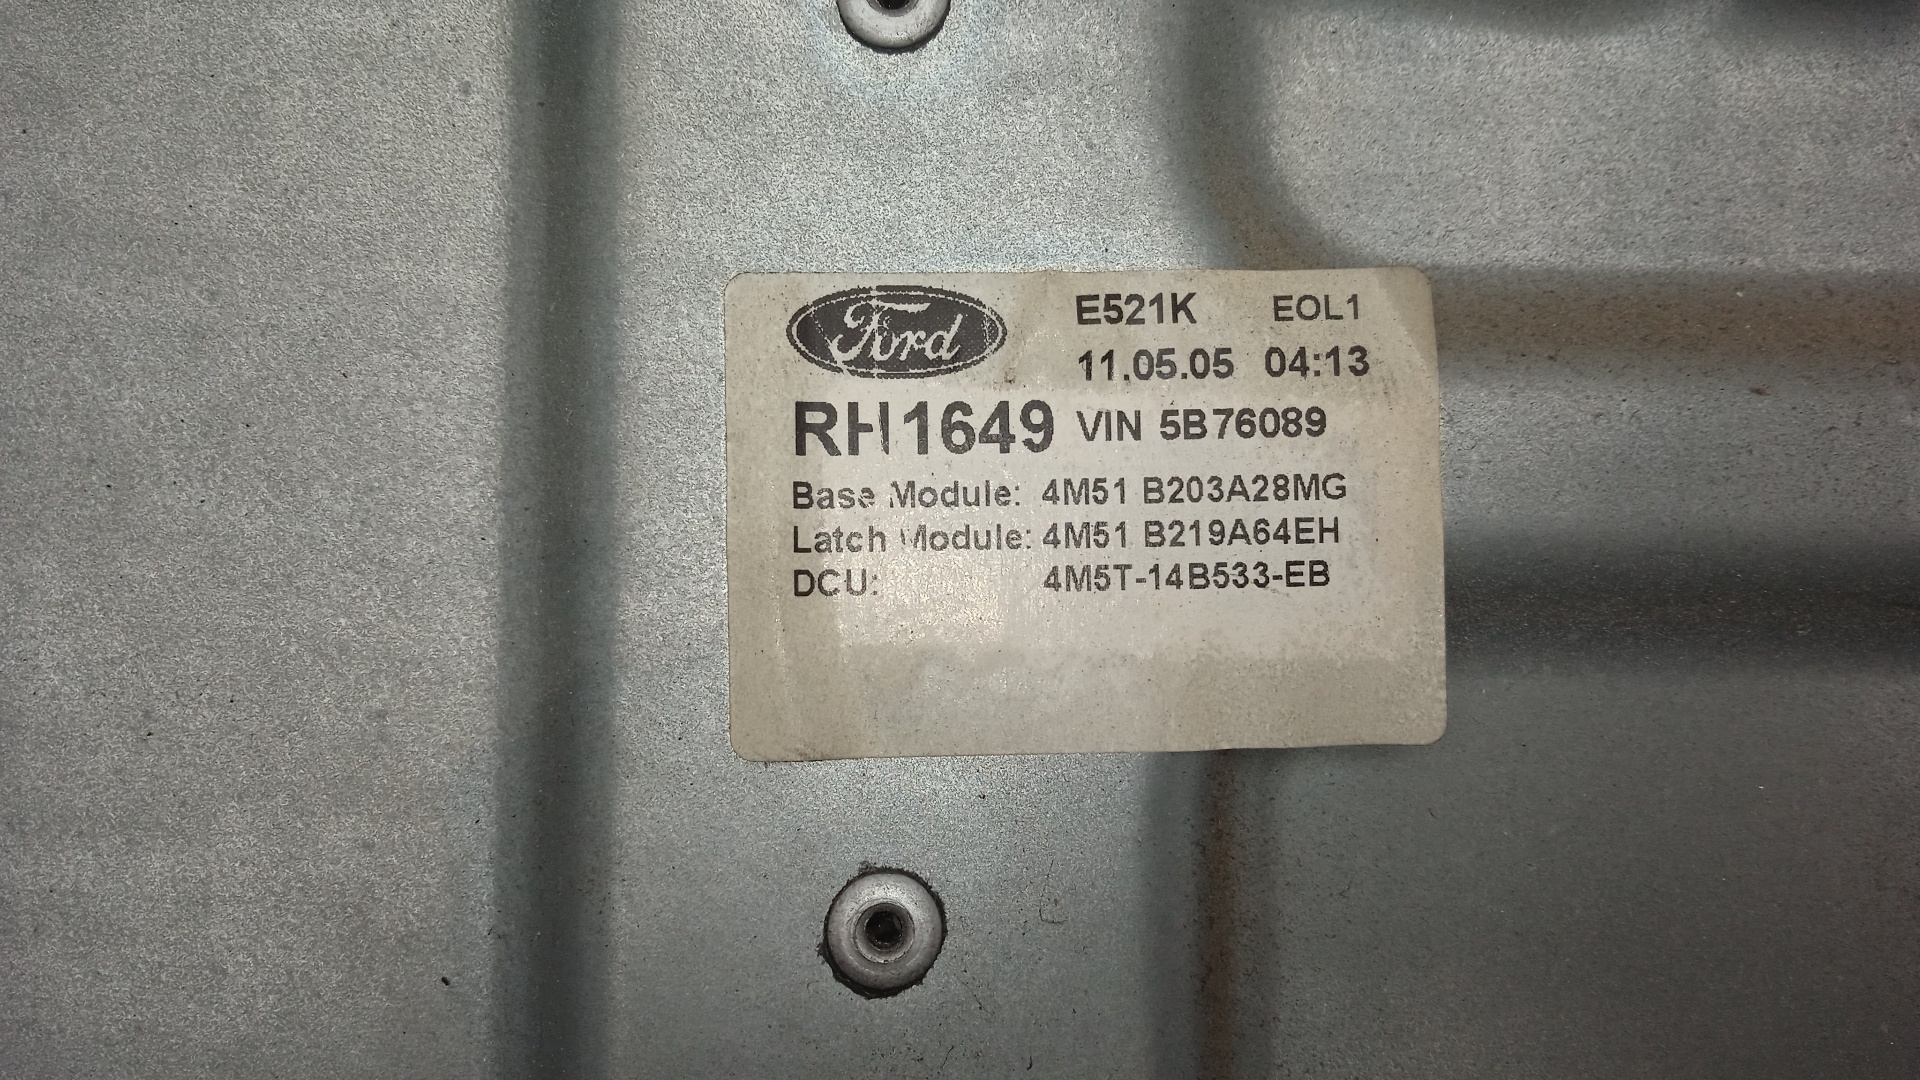 Ford
E521K EOL1
11.05.05 04:13
RH1649 VIN 5B76089
Base Module: 4M51 B203A28MG
Latch Module: 4M51 B219A64EH
DCU: 4M5T-14B533-EB